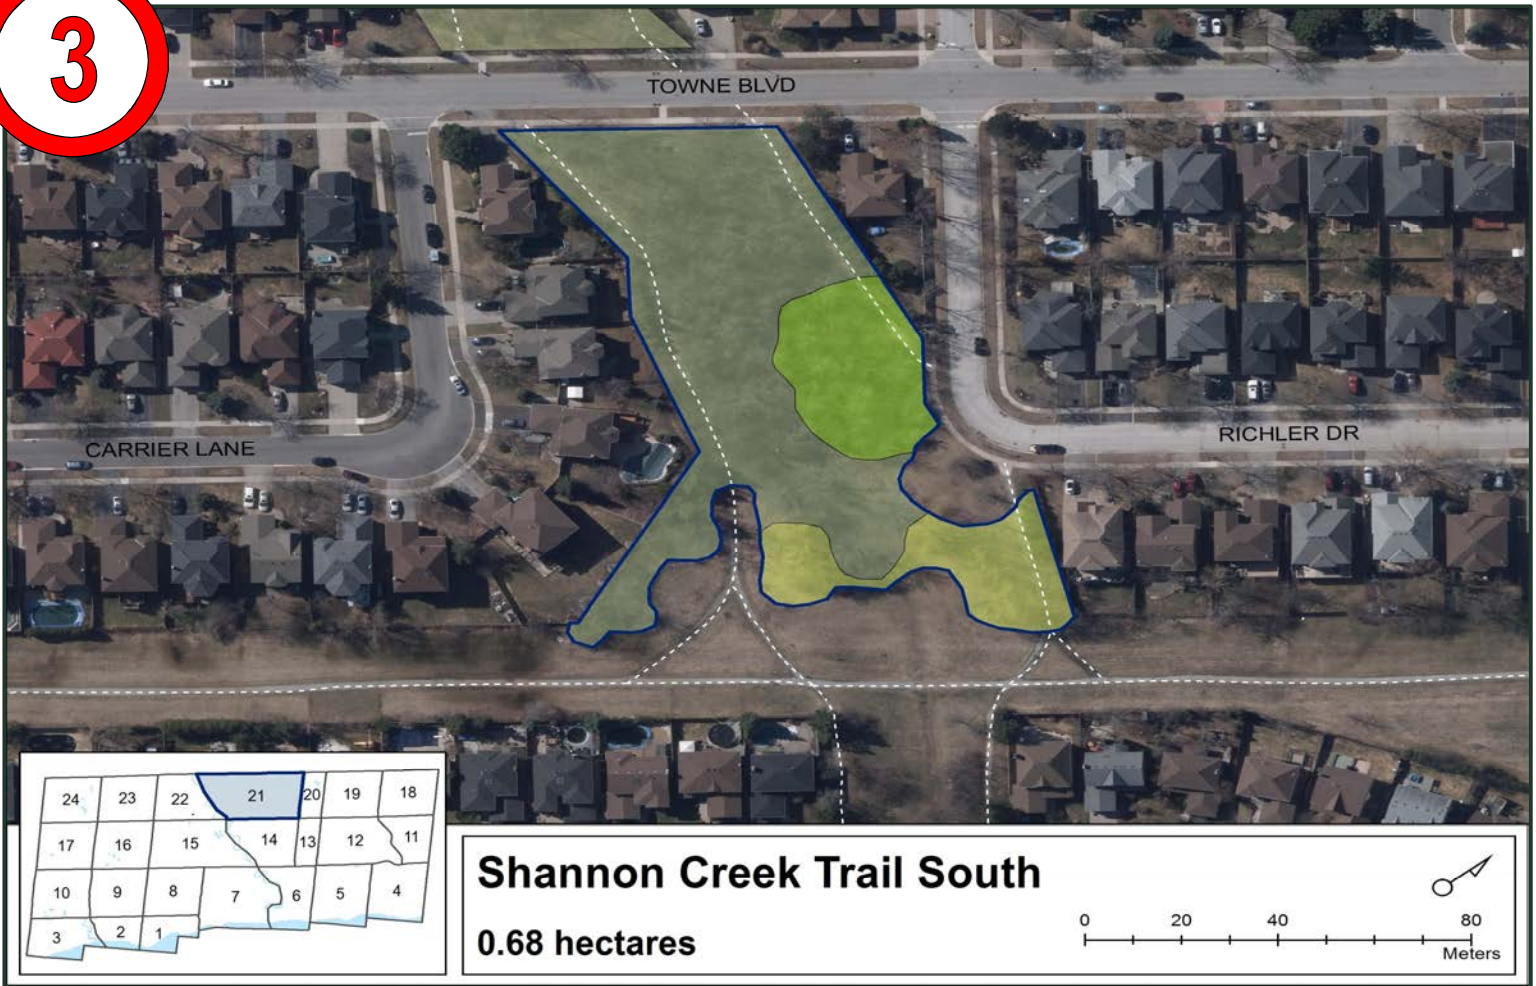 3
TOWNE BLVD
CARRIER LANE
RICHLER DR
24 23 22 21 20 19 18
17 16 15 14 13 12 11
10 9 8 7 6 5 4
3 2 1
Shannon Creek Trail South
0.68 hectares
0 20 40 80
Meters